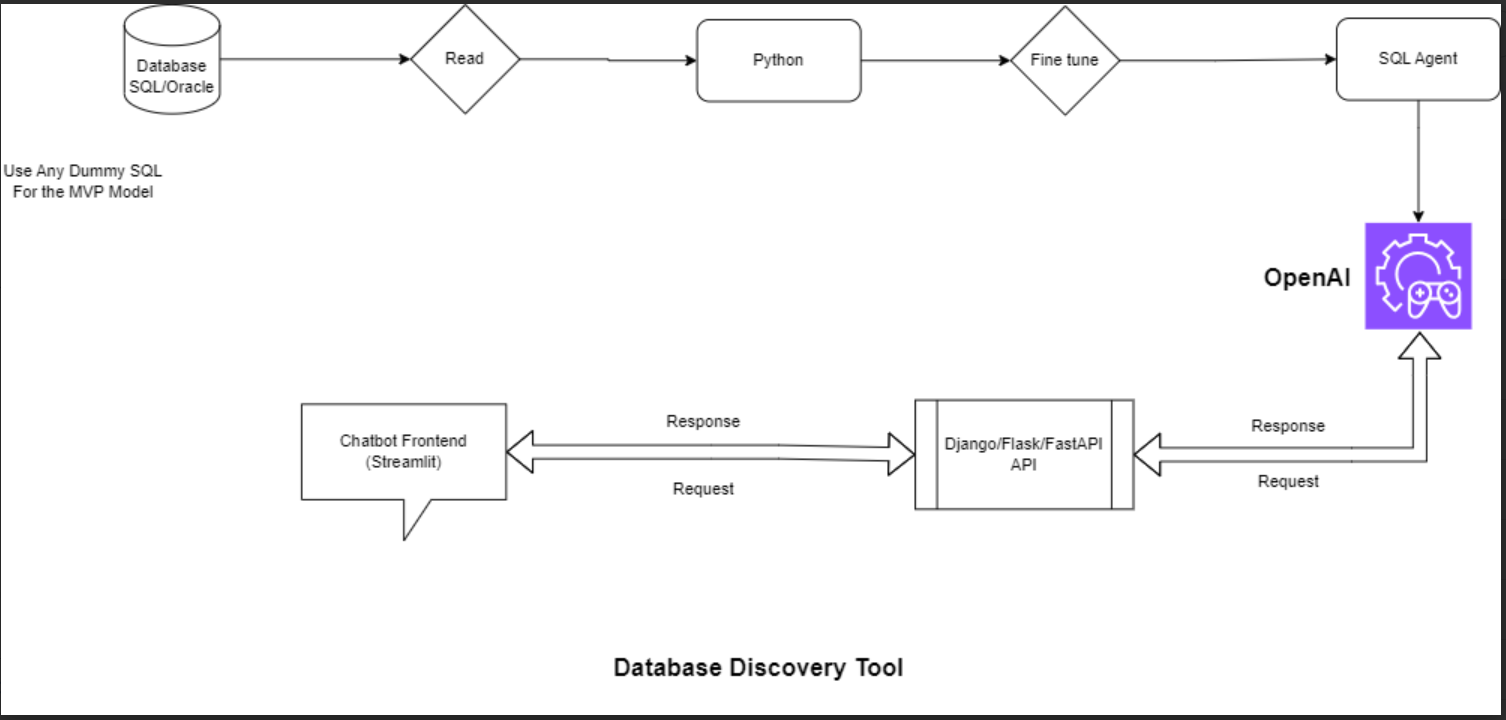 Database
SQL/Oracle
Read
Python
Fine tune
SQL Agent
Use Any Dummy SQL
For the MVP Model
OpenAI
Chatbot Frontend
(Streamlit)
Response
Request
Django/Flask/FastAPI
API
Response
Request
Database Discovery Tool